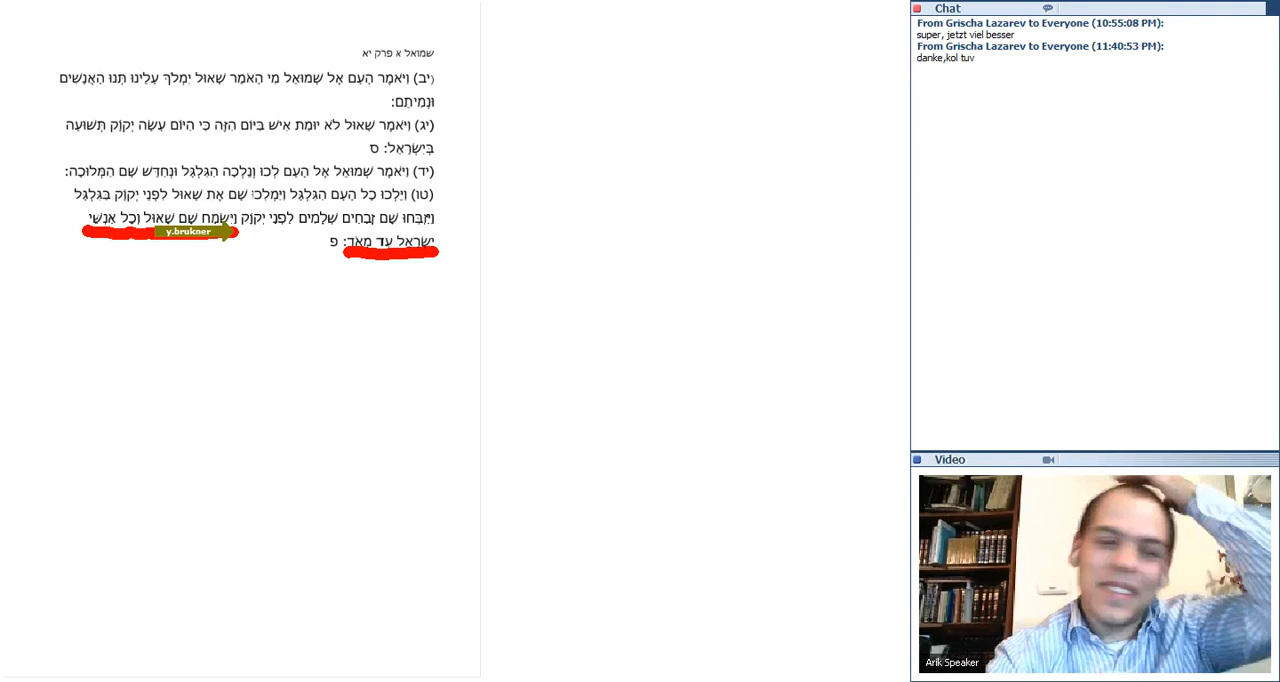 שמואל א פרק יא
(יב) וַיֹּאמֶר הָעָם אֶל שְׁמוּאֵל מִי הָאֹמֵר שָׁאוּל יִמְלֹךְ עָלֵינוּ תְּנוּ הָאֲנָשִׁים
וּנְמִיתֵם:
(יג) וַיֹּאמֶר שָׁאוּל לֹא יוּמַת אִישׁ בַּיּוֹם הַזֶּה כִּי הַיּוֹם עָשָׂה יְקֹוָק תְּשׁוּעָה
בְּיִשְׂרָאֵל: ס
(יד) וַיֹּאמֶר שְׁמוּאֵל אֶל הָעָם לְכוּ וְנֵלְכָה הַגִּלְגָּל וּנְחַדֵּשׁ שָׁם הַמְּלוּכָה:
(טו) וַיֵּלְכוּ כָל הָעָם הַגִּלְגָּל וַיַּמְלִכוּ שָׁם אֶת שָׁאוּל לִפְנֵי יְקֹוָק בַּגִּלְגָּל
וַיִּזְבְּחוּ שָׁם זְבָחִים שְׁלָמִים לִפְנֵי יְקֹוָק וַיִּשְׂמַח שָׁם שָׁאוּל וְכָל אַנְשֵׁי
y.brukner
יִשְׂרָאֵל עַד מְאֹד: פ
Chat
From Grischa Lazarev to Everyone (10:55:08 PM):
super, jetzt viel besser
From Grischa Lazarev to Everyone (11:40:53 PM):
danke,kol tuv
Video
Arik Speaker